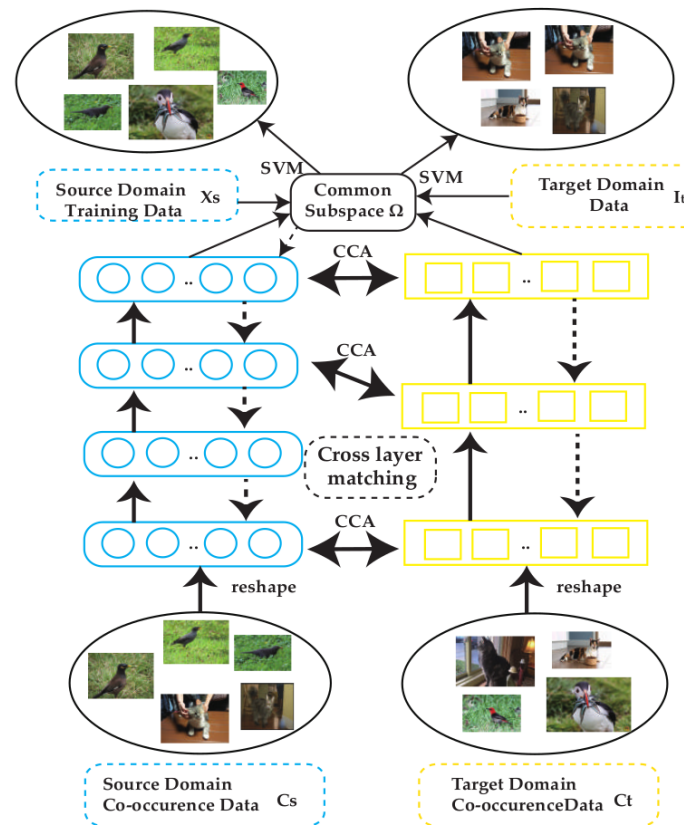 SVM
SVM
Source Domain Xs
Training Data
Common
Subspace Ω
Target Domain
Data
CCA
..
..
CCA
..
..
Cross layer
matching
..
CCA
..
..
reshape
reshape
Source Domain
Co-occurence Data Cs
Target Domain
Co-occurenceData Ct